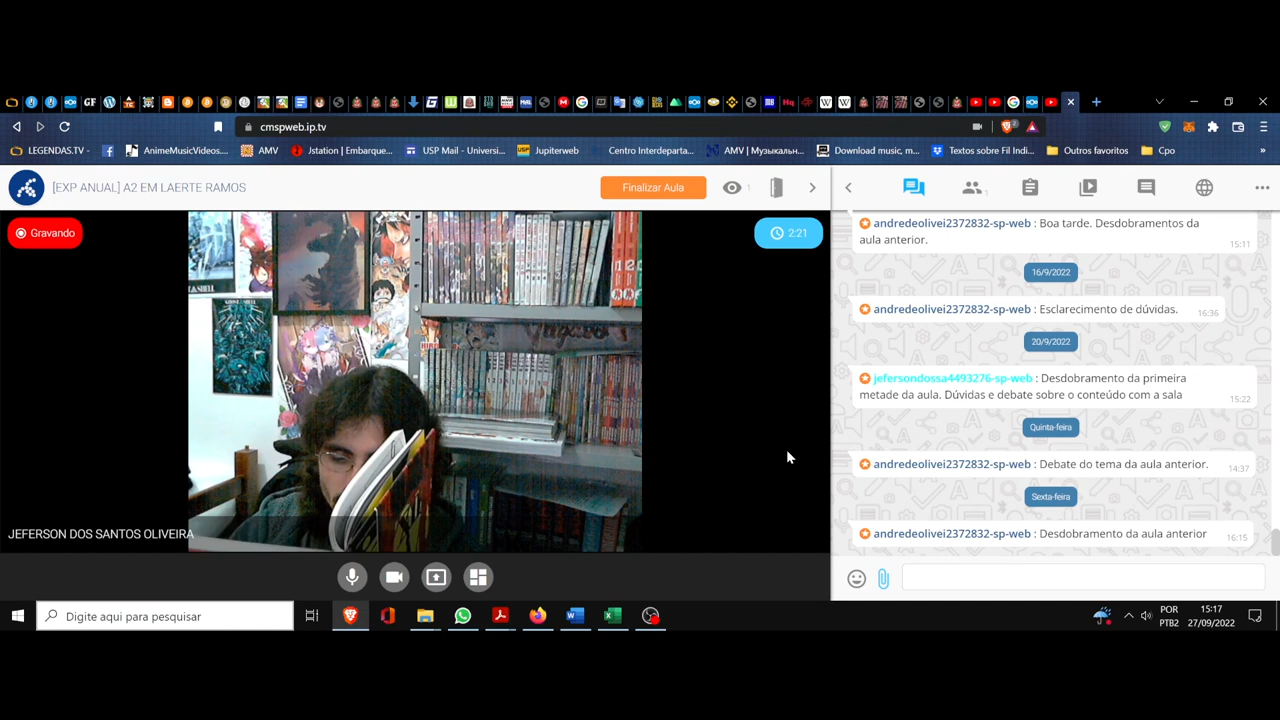 cmspweb.ip.tv
2
LEGENDAS.TV -
AnimeMusicVideos....
AMV
Jstation | Embarque...
USP Mail - Universi...
Jupiterweb
Centro Interdeparta...
AMV | Музыкальн...
Download music, m...
Textos sobre Fil Indi...
Outros favoritos
Cpo
»
[EXP ANUAL] A2 EM LAERTE RAMOS
Finalizar Aula
1
1
Gravando
2:21
JEFERSON DOS SANTOS OLIVEIRA
andredeolivei2372832-sp-web : Boa tarde. Desdobramentos da
aula anterior.
15:11
16/9/2022
andredeolivei2372832-sp-web : Esclarecimento de dúvidas.
16:36
20/9/2022
jefersondossa4493276-sp-web : Desdobramento da primeira
metade da aula. Dúvidas e debate sobre o conteúdo com a sala
15:22
Quinta-feira
andredeolivei2372832-sp-web : Debate do tema da aula anterior.
14:37
Sexta-feira
andredeolivei2372832-sp-web : Desdobramento da aula anterior
16:15
Digite aqui para pesquisar
POR
PTB2
15:17
27/09/2022